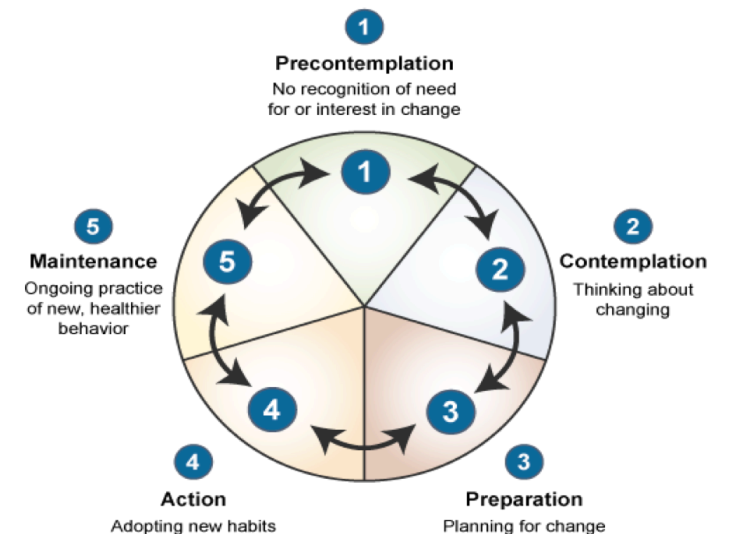 1
Precontemplation
No recognition of need
for or interest in change
1
5
Maintenance
Ongoing practice
of new, healthier
behavior
5
2
2
Contemplation
Thinking about
changing
4
3
4
Action
Adopting new habits
3
Preparation
Planning for change